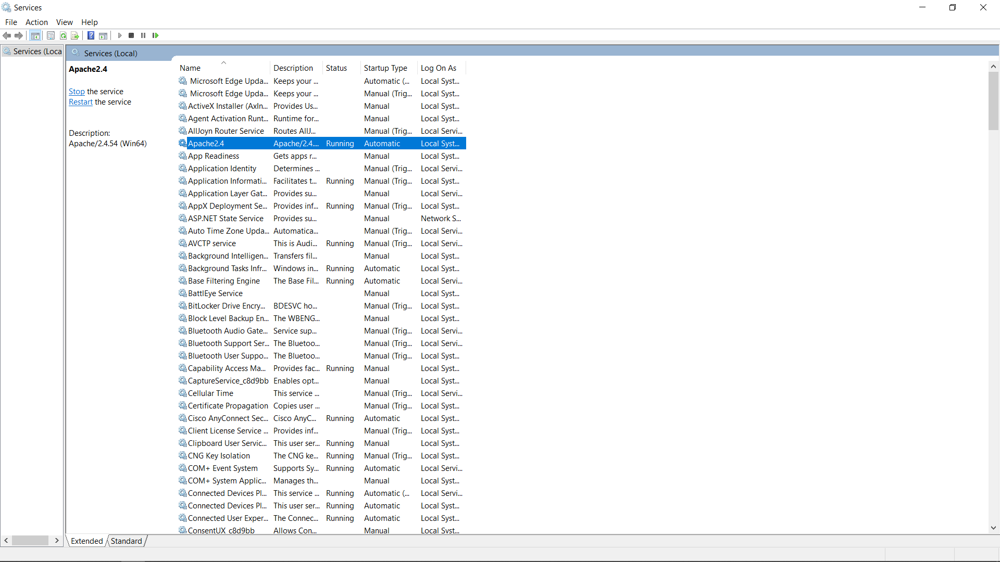 Services
File Action View Help
Services (Loca
Services (Local)
Apache2.4
Stop the service
Restart the service
Description:
Apache/2.4.54 (Win64)
Name Description Status Startup Type Log On As
Microsoft Edge Upda... Keeps your ... Automatic (... Local Syst...
Microsoft Edge Upda... Keeps your ... Manual (Trig... Local Syst...
ActiveX Installer (AxIn... Provides Us... Manual Local Syst...
Agent Activation Runt... Runtime for... Manual Local Syst...
AllJoyn Router Service Routes AllJ... Manual (Trig... Local Servi...
Apache2.4 Apache/2.4.... Running Automatic Local Syst...
App Readiness Gets apps r... Manual Local Syst...
Application Identity Determines ... Manual (Trig... Local Servi...
Application Informati... Facilitates t... Running Manual (Trig... Local Syst...
Application Layer Gat... Provides su... Manual Local Servi...
AppX Deployment Se... Provides inf... Running Manual (Trig... Local Syst...
ASP.NET State Service Provides su... Manual Network S...
Auto Time Zone Upda... Automatica... Manual (Trig... Local Servi...
AVCTP service This is Audi... Running Manual (Trig... Local Servi...
Background Intelligen... Transfers fil... Manual Local Syst...
Background Tasks Infr... Windows in... Running Automatic Local Syst...
Base Filtering Engine The Base Fil... Running Automatic Local Servi...
BattlEye Service Manual Local Syst...
BitLocker Drive Encry... BDESVC ho... Manual (Trig... Local Syst...
Block Level Backup En... The WBENG... Manual Local Syst...
Bluetooth Audio Gate... Service sup... Manual (Trig... Local Servi...
Bluetooth Support Ser... The Bluetoo... Manual (Trig... Local Servi...
Bluetooth User Suppo... The Bluetoo... Manual (Trig... Local Syst...
Capability Access Ma... Provides fac... Running Manual Local Syst...
CaptureService_c8d9bb Enables opt... Manual Local Syst...
Cellular Time This service ... Manual (Trig... Local Servi...
Certificate Propagation Copies user ... Manual (Trig... Local Syst...
Cisco AnyConnect Sec... Cisco AnyC... Running Automatic Local Syst...
Client License Service ... Provides inf... Manual (Trig... Local Syst...
Clipboard User Servic... This user ser... Running Manual Local Syst...
CNG Key Isolation The CNG ke... Running Manual (Trig... Local Syst...
COM+ Event System Supports Sy... Running Automatic Local Servi...
COM+ System Applic... Manages th... Manual Local Syst...
Connected Devices Pl... This service ... Running Automatic (... Local Servi...
Connected Devices Pl... This user ser... Running Automatic Local Syst...
Connected User Exper... The Connec... Running Automatic Local Syst...
ConsentUX_c8d9bb Allows Con... Manual Local Syst...
Extended Standard